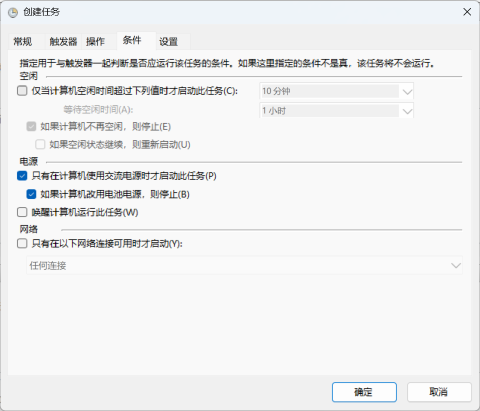 创建任务
常规 触发器 操作 条件 设置
指定用于与触发器一起判断是否应运行该任务的条件。如果这里指定的条件不是真，该任务将不会运行。
空闲
仅当计算机空闲时间超过下列值时才启动此任务(C): 10 分钟
等待空闲时间(A): 1 小时
如果计算机不再空闲，则停止(E)
如果空闲状态继续，则重新启动(U)
电源
只有在计算机使用交流电源时才启动此任务(P)
如果计算机改用电池电源，则停止(B)
唤醒计算机运行此任务(W)
网络
只有在以下网络连接可用时才启动(Y):
任何连接
确定 取消